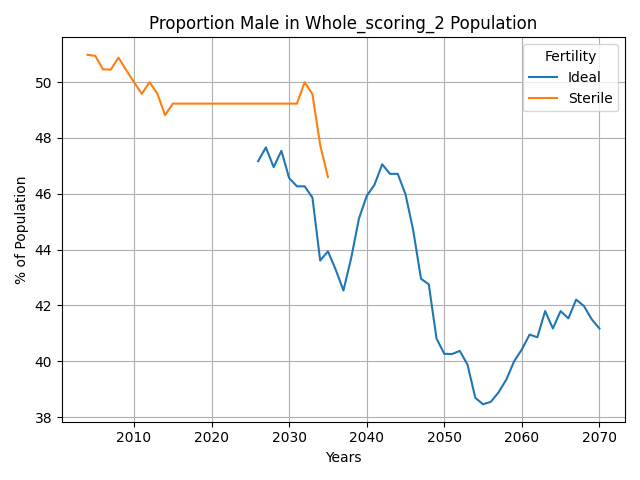 Proportion Male in Whole_scoring_2 Population
Fertility
Ideal
Sterile
% of Population
50
48
46
44
42
40
38
2010
2020
2030
2040
2050
2060
2070
Years